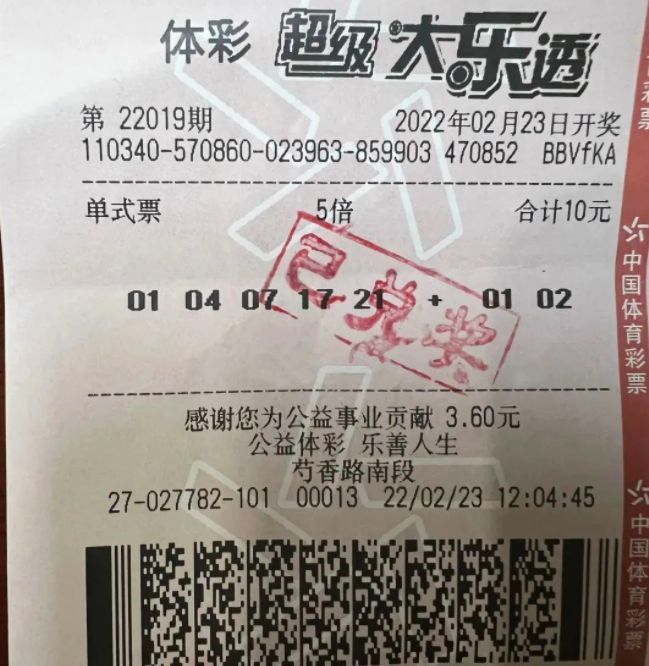 体彩 超级大乐透
第 22019期 2022年02月23日开奖
110340-570860-023963-859903 470852 BBVfKA
单式票 5倍 合计10元
已兑奖
01 04 07 17 21 + 01 02
感谢您为公益事业贡献 3.60元
公益体彩 乐善人生
芍香路南段
27-027782-101 00013 22/02/23 12:04:45
彩票
中国体育彩票
中国体育彩票